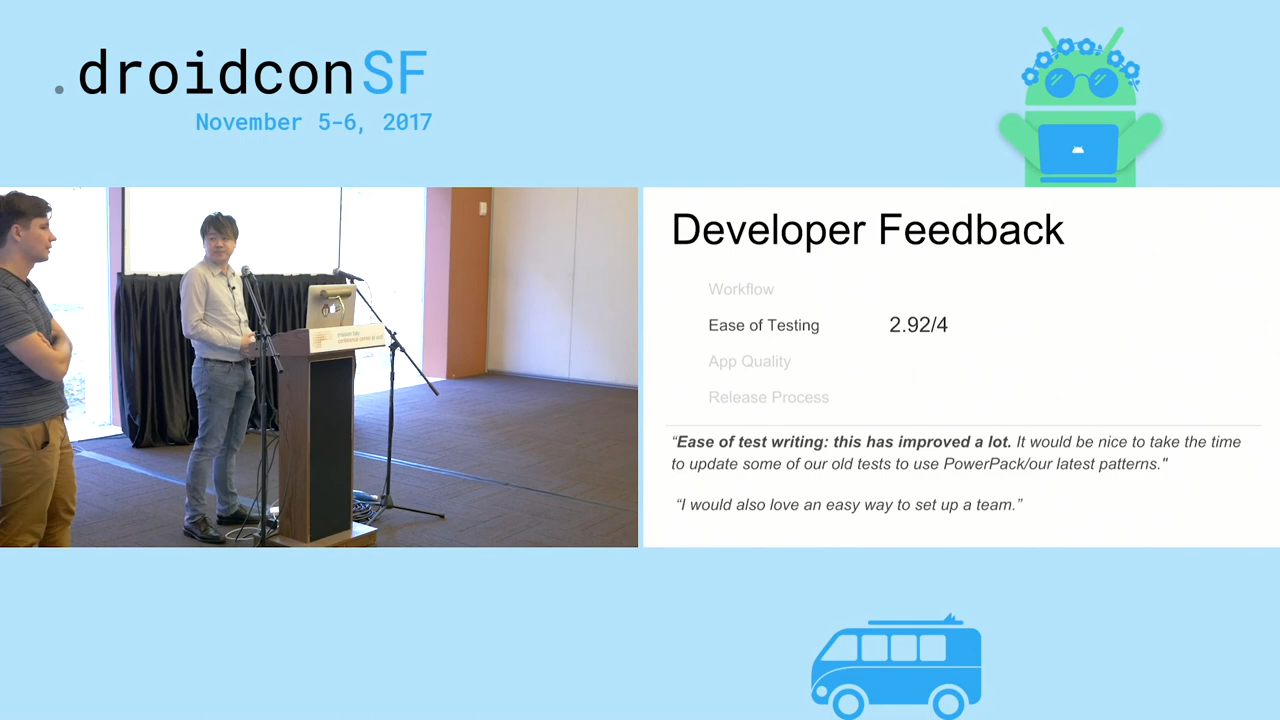 .droidconSF
November 5-6, 2017
Developer Feedback
Workflow
Ease of Testing 2.92/4
App Quality
Release Process
“Ease of test writing: this has improved a lot. It would be nice to take the time
to update some of our old tests to use PowerPack/our latest patterns."
“I would also love an easy way to set up a team.”